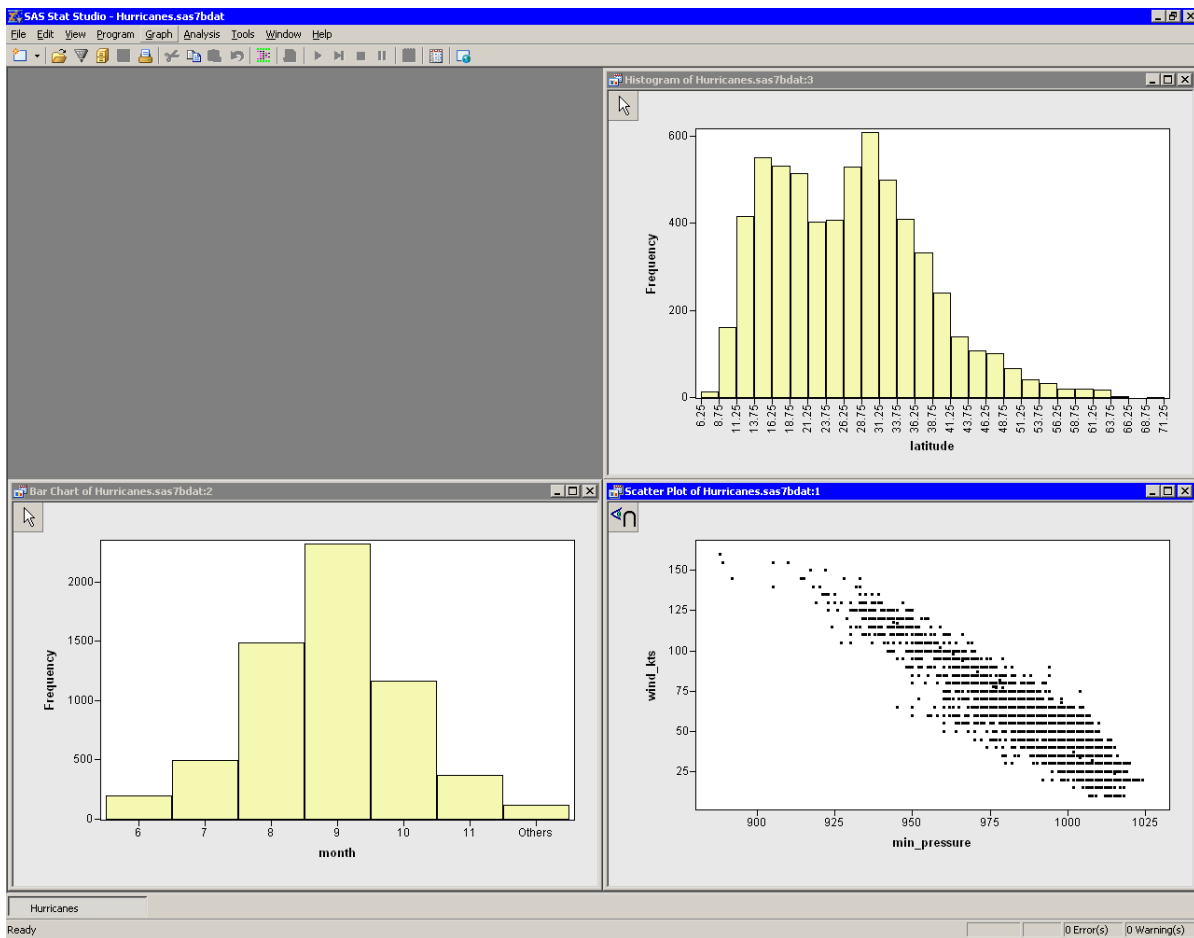 SAS Stat Studio - Hurricanes.sas7bdat
File Edit View Program Graph Analysis Tools Window Help
Histogram of Hurricanes.sas7bdat:3
600
400
200
0
Frequency
6.25 8.75 11.25 13.75 16.25 18.75 21.25 23.75 26.25 28.75 31.25 33.75 36.25 38.75 41.25 43.75 46.25 48.75 51.25 53.75 56.25 58.75 61.25 63.75 66.25 68.75 71.25
latitude
Bar Chart of Hurricanes.sas7bdat:2
2000
1500
1000
500
0
Frequency
6 7 8 9 10 11 Others
month
Scatter Plot of Hurricanes.sas7bdat:1
150
125
100
75
50
25
wind_kts
900 925 950 975 1000 1025
min_pressure
Hurricanes
Ready 0 Error(s) 0 Warning(s)